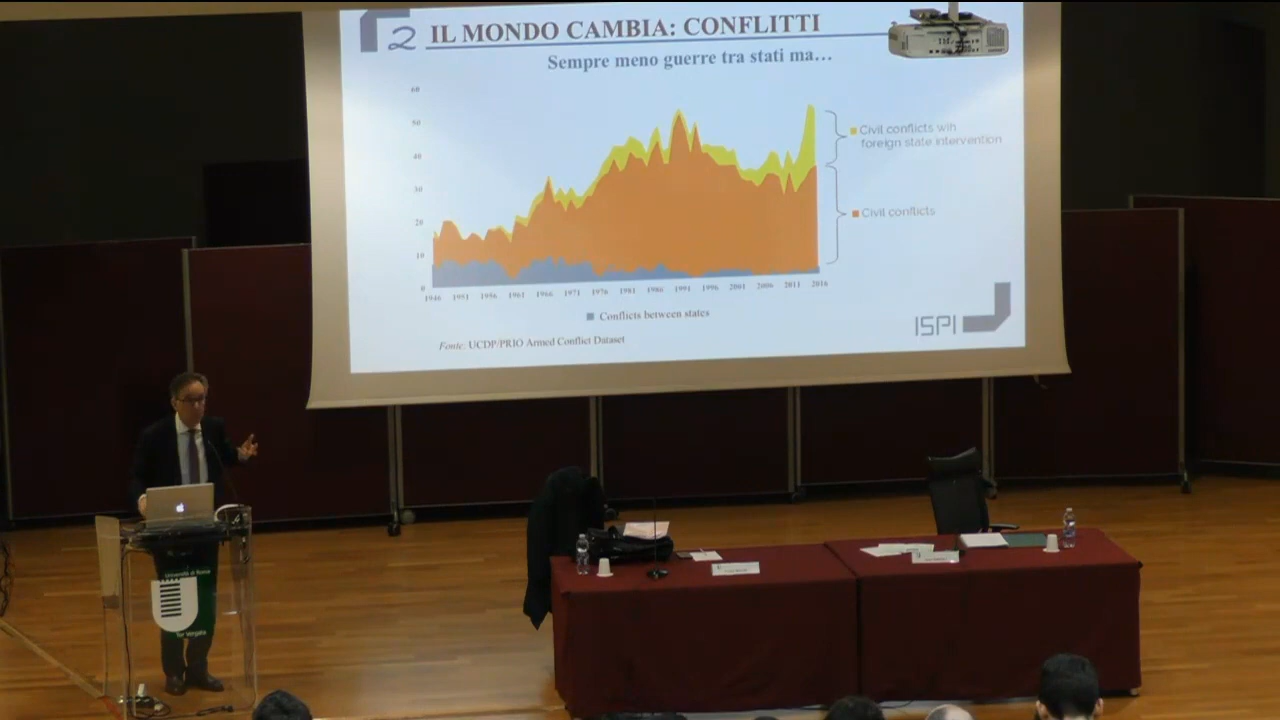 2 IL MONDO CAMBIA: CONFLITTI
Sempre meno guerre tra stati ma...
60
50
40
30
20
10
0
1946 1951 1956 1961 1966 1971 1976 1981 1986 1991 1996 2001 2006 2011 2016
Civil conflicts wih
foreign state intervention
Civil conflicts
Conflicts between states
Fonte: UCDP/PRIO Armed Conflict Dataset
ISPI
Università di Roma
Tor Vergata